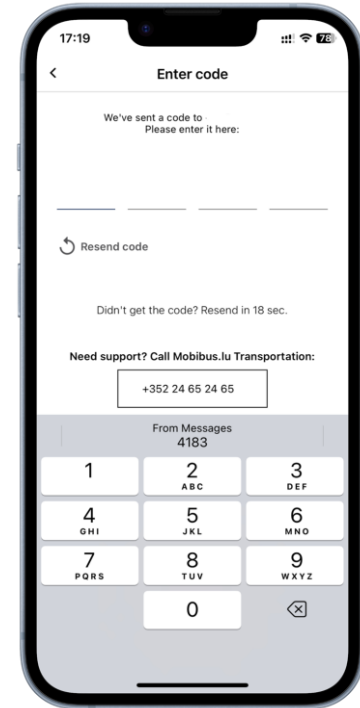 17:19
78
Enter code
We've sent a code to
Please enter it here:
Resend code
Didn't get the code? Resend in 18 sec.
Need support? Call Mobibus.lu Transportation:
+352 24 65 24 65
From Messages
4183
1
2
ABC
3
DEF
4
GHI
5
JKL
6
MNO
7
PQRS
8
TUV
9
WXYZ
0